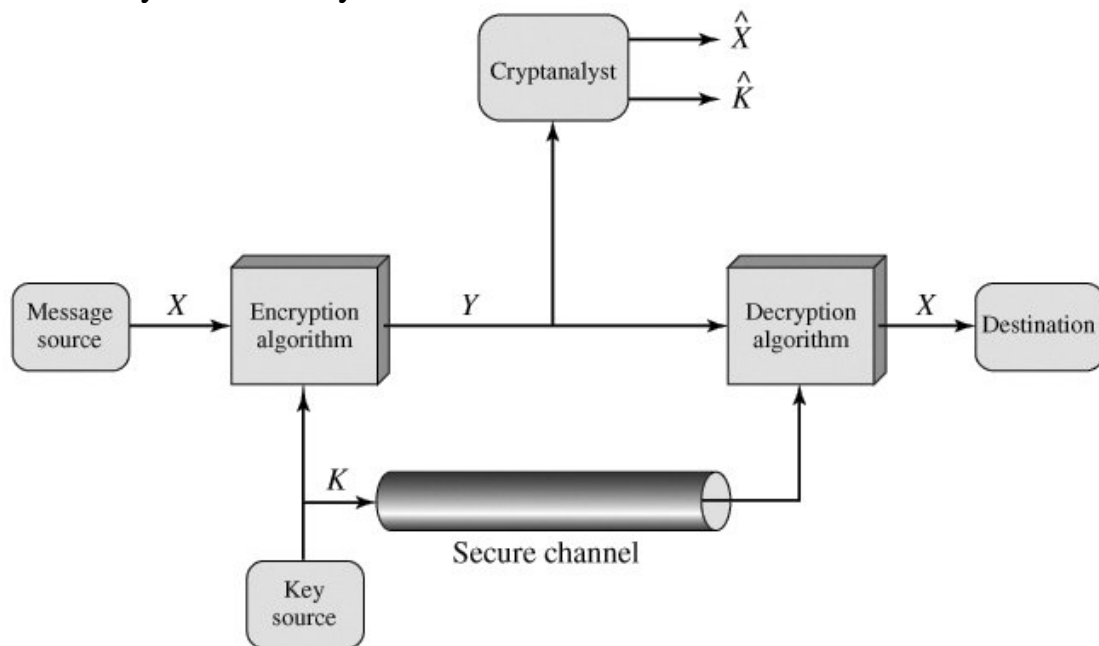 X̂
Cryptanalyst
K̂
Message
source
X
Encryption
algorithm
Y
Decryption
algorithm
X
Destination
K
Secure channel
Key
source